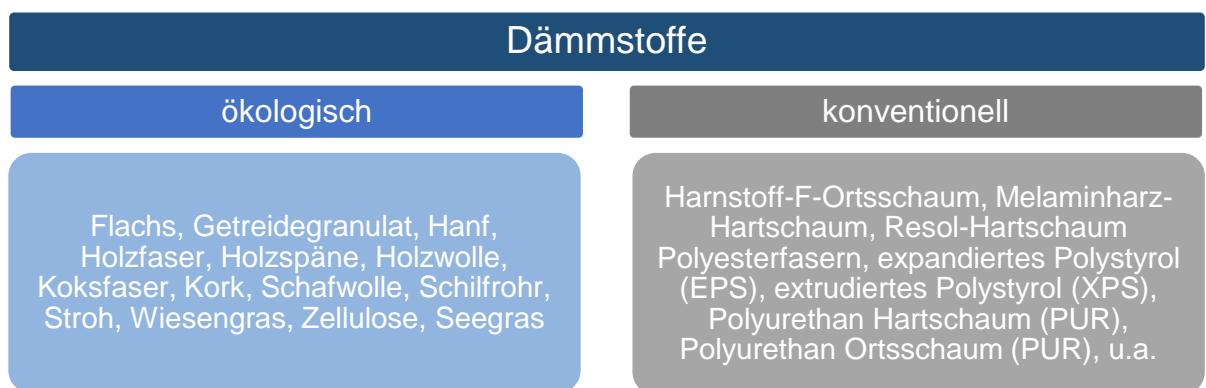 Dämmstoffe
ökologisch
konventionell
Flachs, Getreidegranulat, Hanf,
Holzfaser, Holzspäne, Holzwolle,
Koksfaser, Kork, Schafwolle, Schilfrohr,
Stroh, Wiesengras, Zellulose, Seegras
Harnstoff-F-Ortsschaum, Melaminharz-
Hartschaum, Resol-Hartschaum
Polyesterfasern, expandiertes Polystyrol
(EPS), extrudiertes Polystyrol (XPS),
Polyurethan Hartschaum (PUR),
Polyurethan Ortsschaum (PUR), u.a.